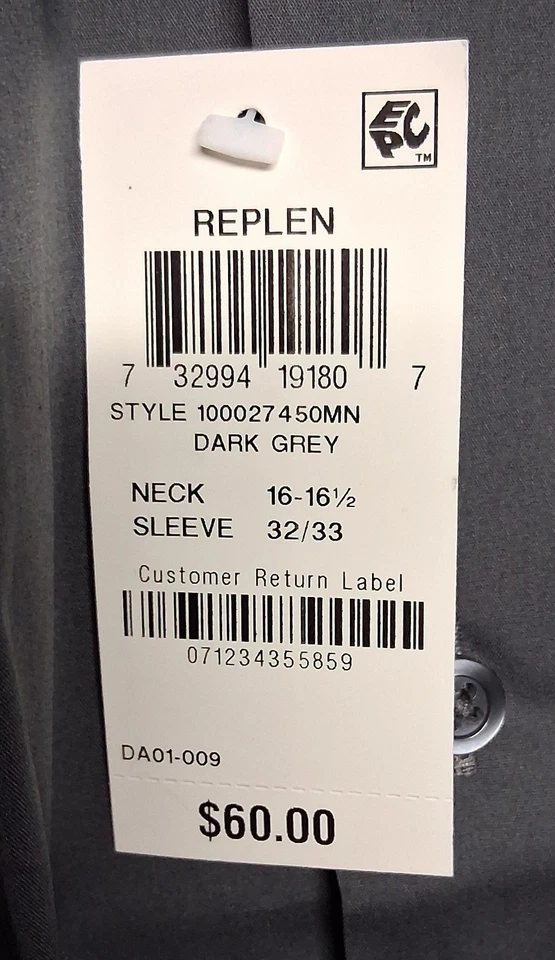 EPC
TM
REPLEN
7 32994 19180 7
STYLE 100027450MN
DARK GREY
NECK 16-16½
SLEEVE 32/33
Customer Return Label
071234355859
DA01-009
$60.00